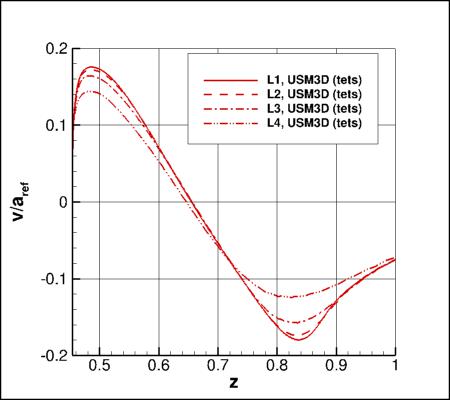 0.2
L1, USM3D (tets)
L2, USM3D (tets)
L3, USM3D (tets)
L4, USM3D (tets)
0.1
v/aref
0
-0.1
-0.2
0.5 0.6 0.7 0.8 0.9 1
z